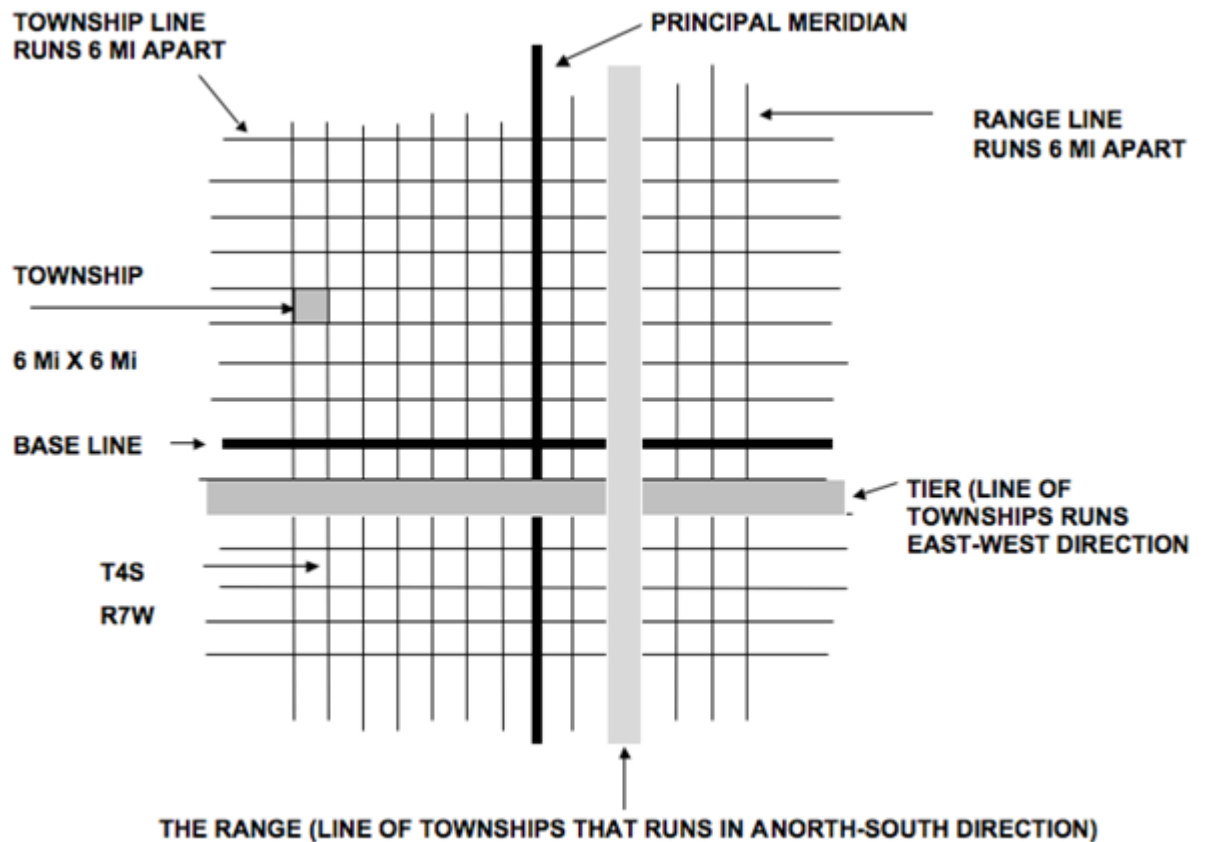 TOWNSHIP LINE
RUNS 6 MI APART
PRINCIPAL MERIDIAN
RANGE LINE
RUNS 6 MI APART
TOWNSHIP
6 Mi X 6 Mi
BASE LINE
TIER (LINE OF
TOWNSHIPS RUNS
EAST-WEST DIRECTION
T4S
R7W
THE RANGE (LINE OF TOWNSHIPS THAT RUNS IN ANORTH-SOUTH DIRECTION)